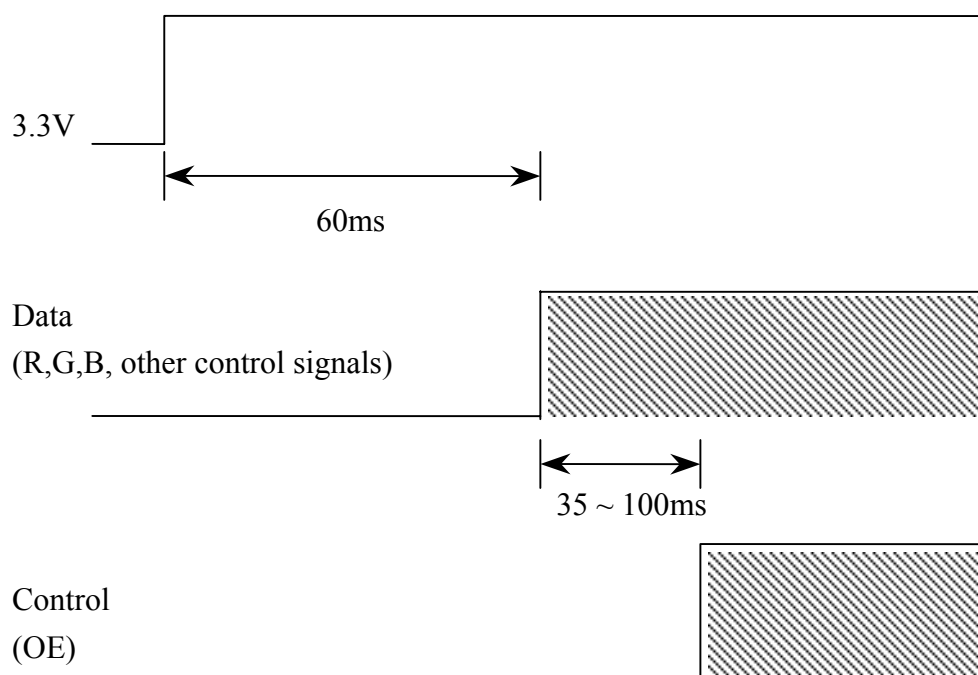 3.3V
60ms
Data
(R,G,B, other control signals)
35 ~ 100ms
Control
(OE)